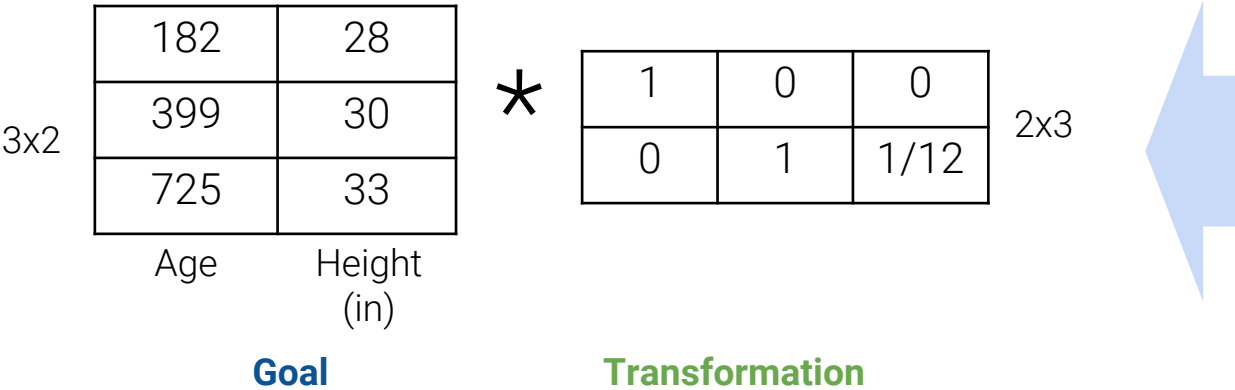 182 28
399 30
725 33
3x2
Age Height
(in)
*
1 0 0
0 1 1/12
2x3
Goal Transformation